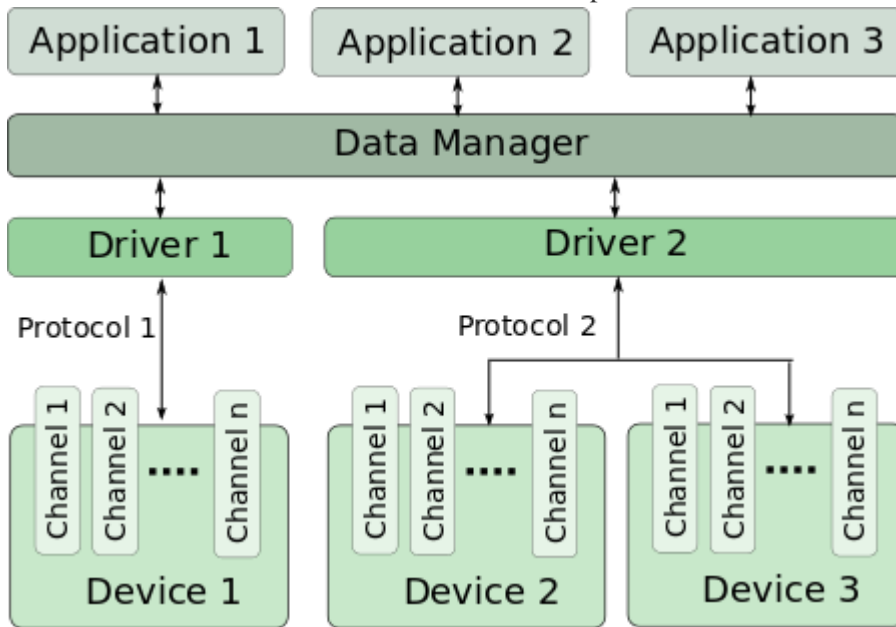 Application 1
Application 2
Application 3
Data Manager
Driver 1
Driver 2
Protocol 1
Protocol 2
Channel 1
Channel 2
....
Channel n
Channel 1
Channel 2
....
Channel n
Channel 1
Channel 2
....
Channel n
Device 1
Device 2
Device 3